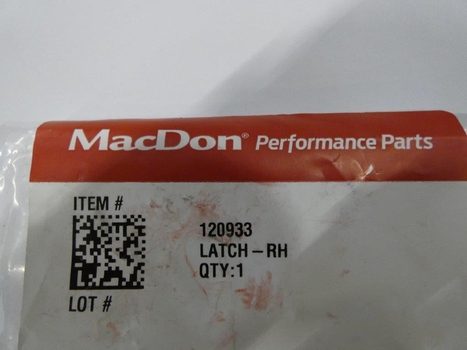 MacDon® Performance Parts
ITEM #
120933
LATCH-RH
QTY:1
LOT #